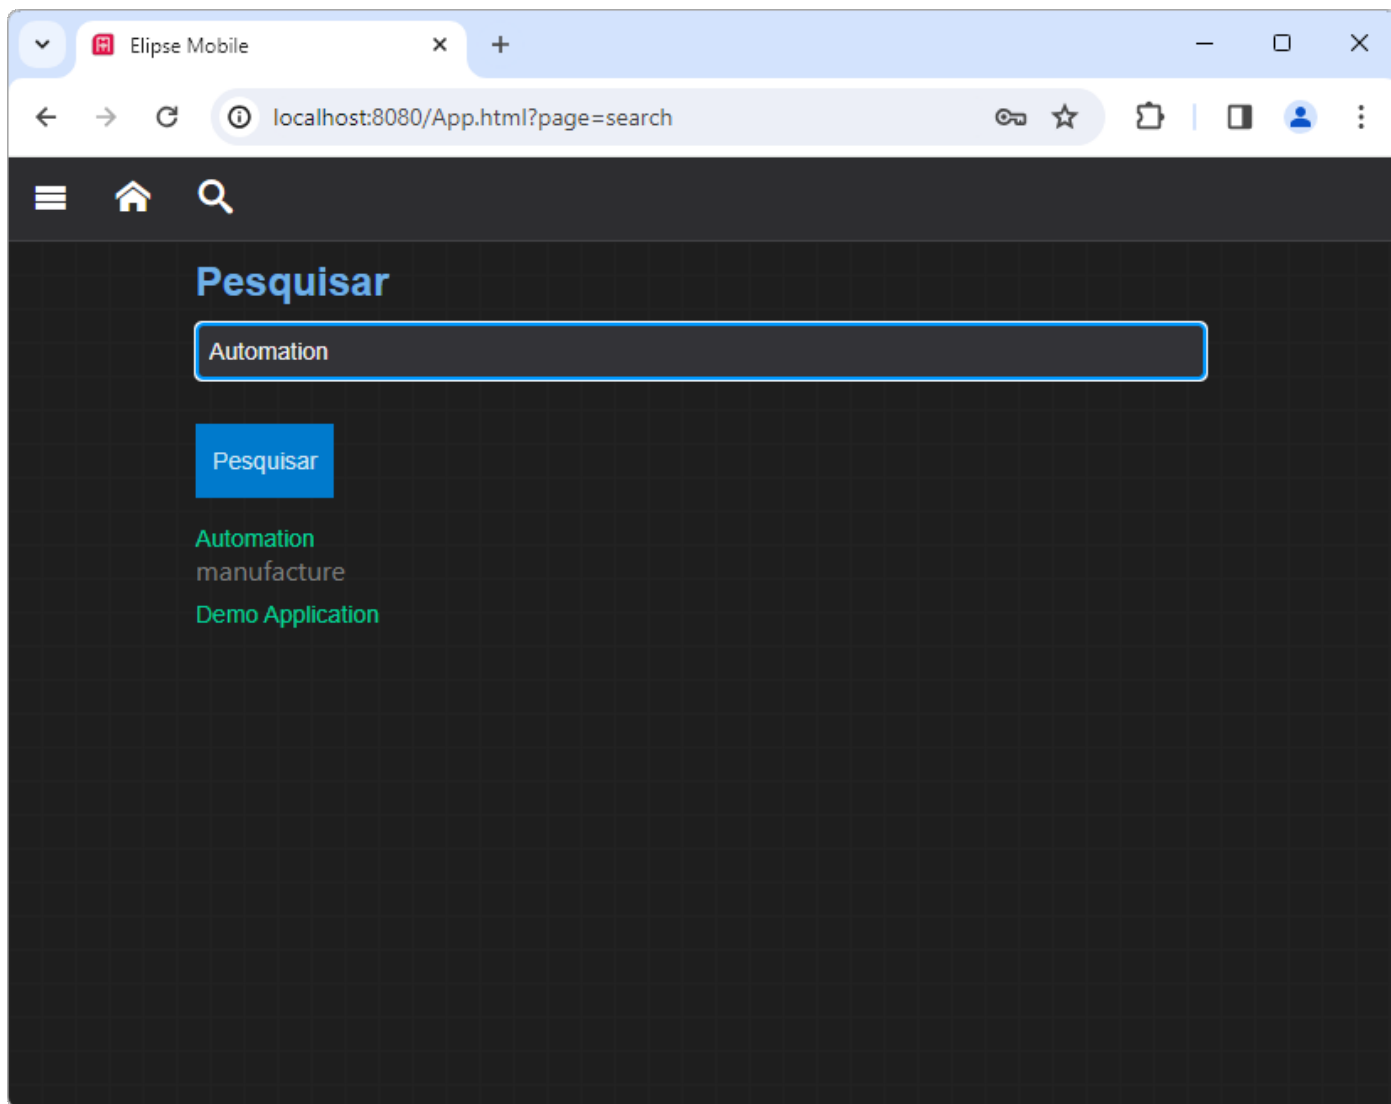 Elipse Mobile
localhost:8080/App.html?page=search
Pesquisar
Automation
Pesquisar
Automation
manufacture
Demo Application